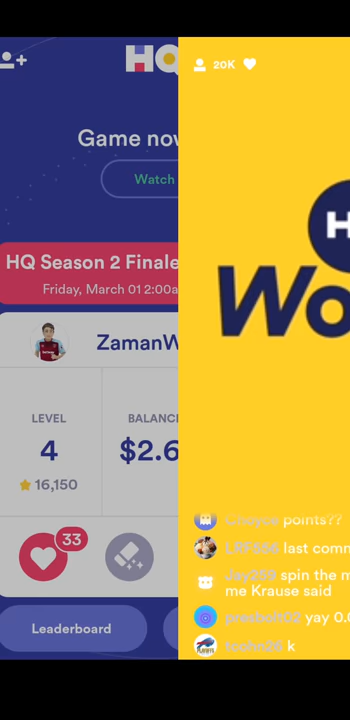 HQ
Game now
Watch
HQ Season 2 Finale
Friday, March 01 2:00a
ZamanW
LEVEL
4
16,150
BALANC
$2.6
33
Leaderboard
20K
H
Wo
Choyce points??
LRF556 last comm
Jay259 spin the m
me Krause said
presbolt02 yay 0.0
tcohn26 k